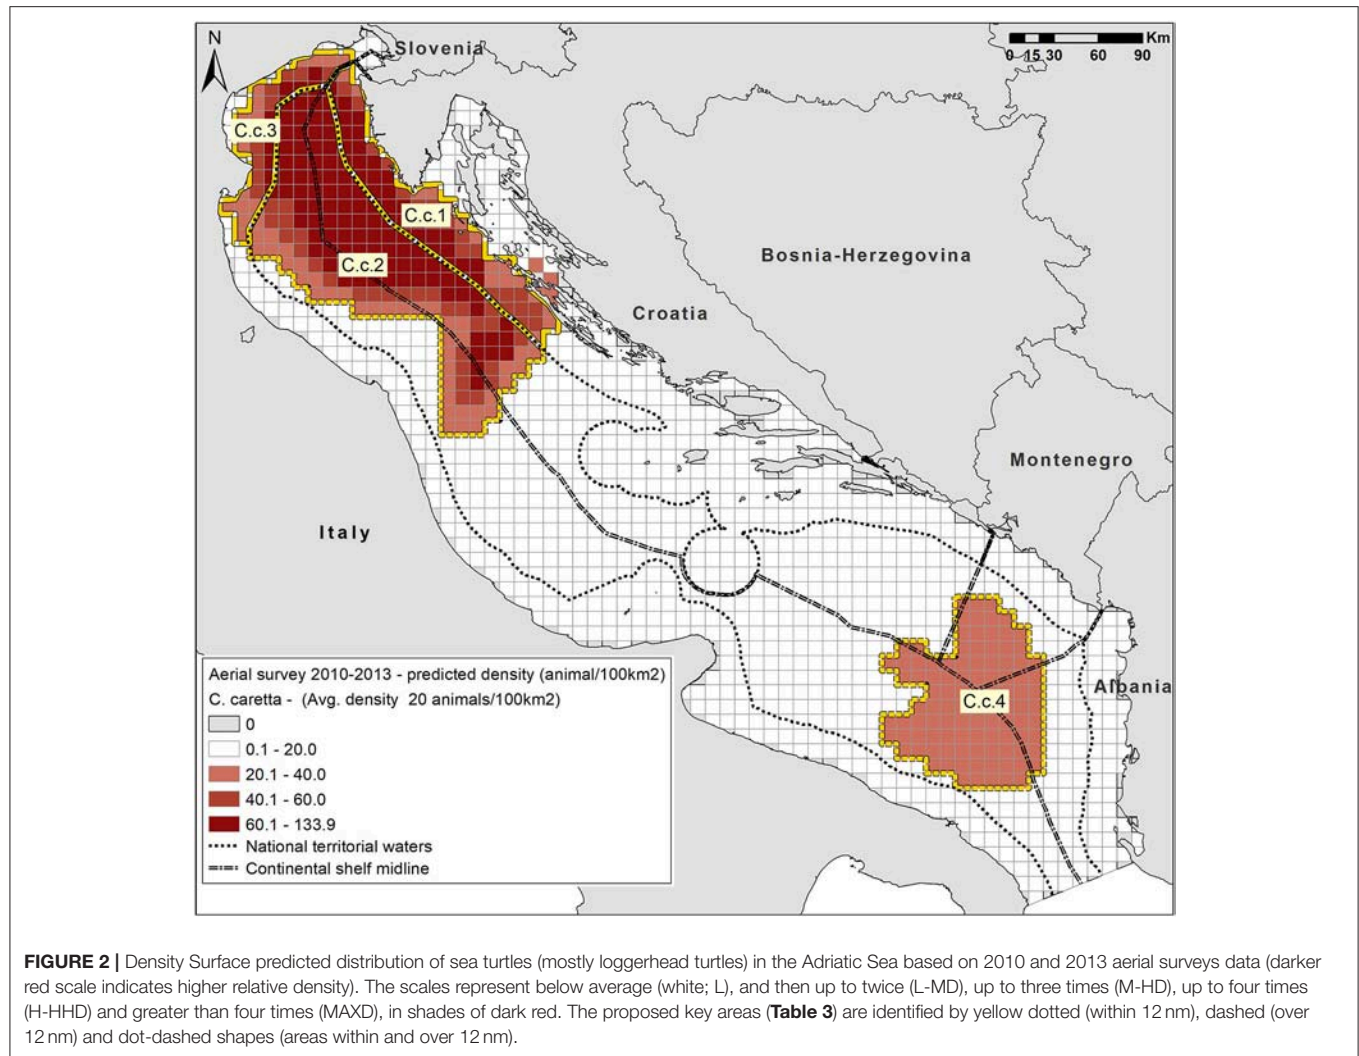 N
Slovenia
Km
0 15 30 60 90
C.c.3
C.c.1
C.c.2
Bosnia-Herzegovina
Croatia
Montenegro
Italy
Albania
C.c.4
Aerial survey 2010-2013 - predicted density (animal/100km2)
C. caretta - (Avg. density 20 animals/100km2)
0
0.1 - 20.0
20.1 - 40.0
40.1 - 60.0
60.1 - 133.9
National territorial waters
Continental shelf midline
FIGURE 2 | Density Surface predicted distribution of sea turtles (mostly loggerhead turtles) in the Adriatic Sea based on 2010 and 2013 aerial surveys data (darker
red scale indicates higher relative density). The scales represent below average (white; L), and then up to twice (L-MD), up to three times (M-HD), up to four times
(H-HHD) and greater than four times (MAXD), in shades of dark red. The proposed key areas (Table 3) are identified by yellow dotted (within 12 nm), dashed (over
12 nm) and dot-dashed shapes (areas within and over 12 nm).